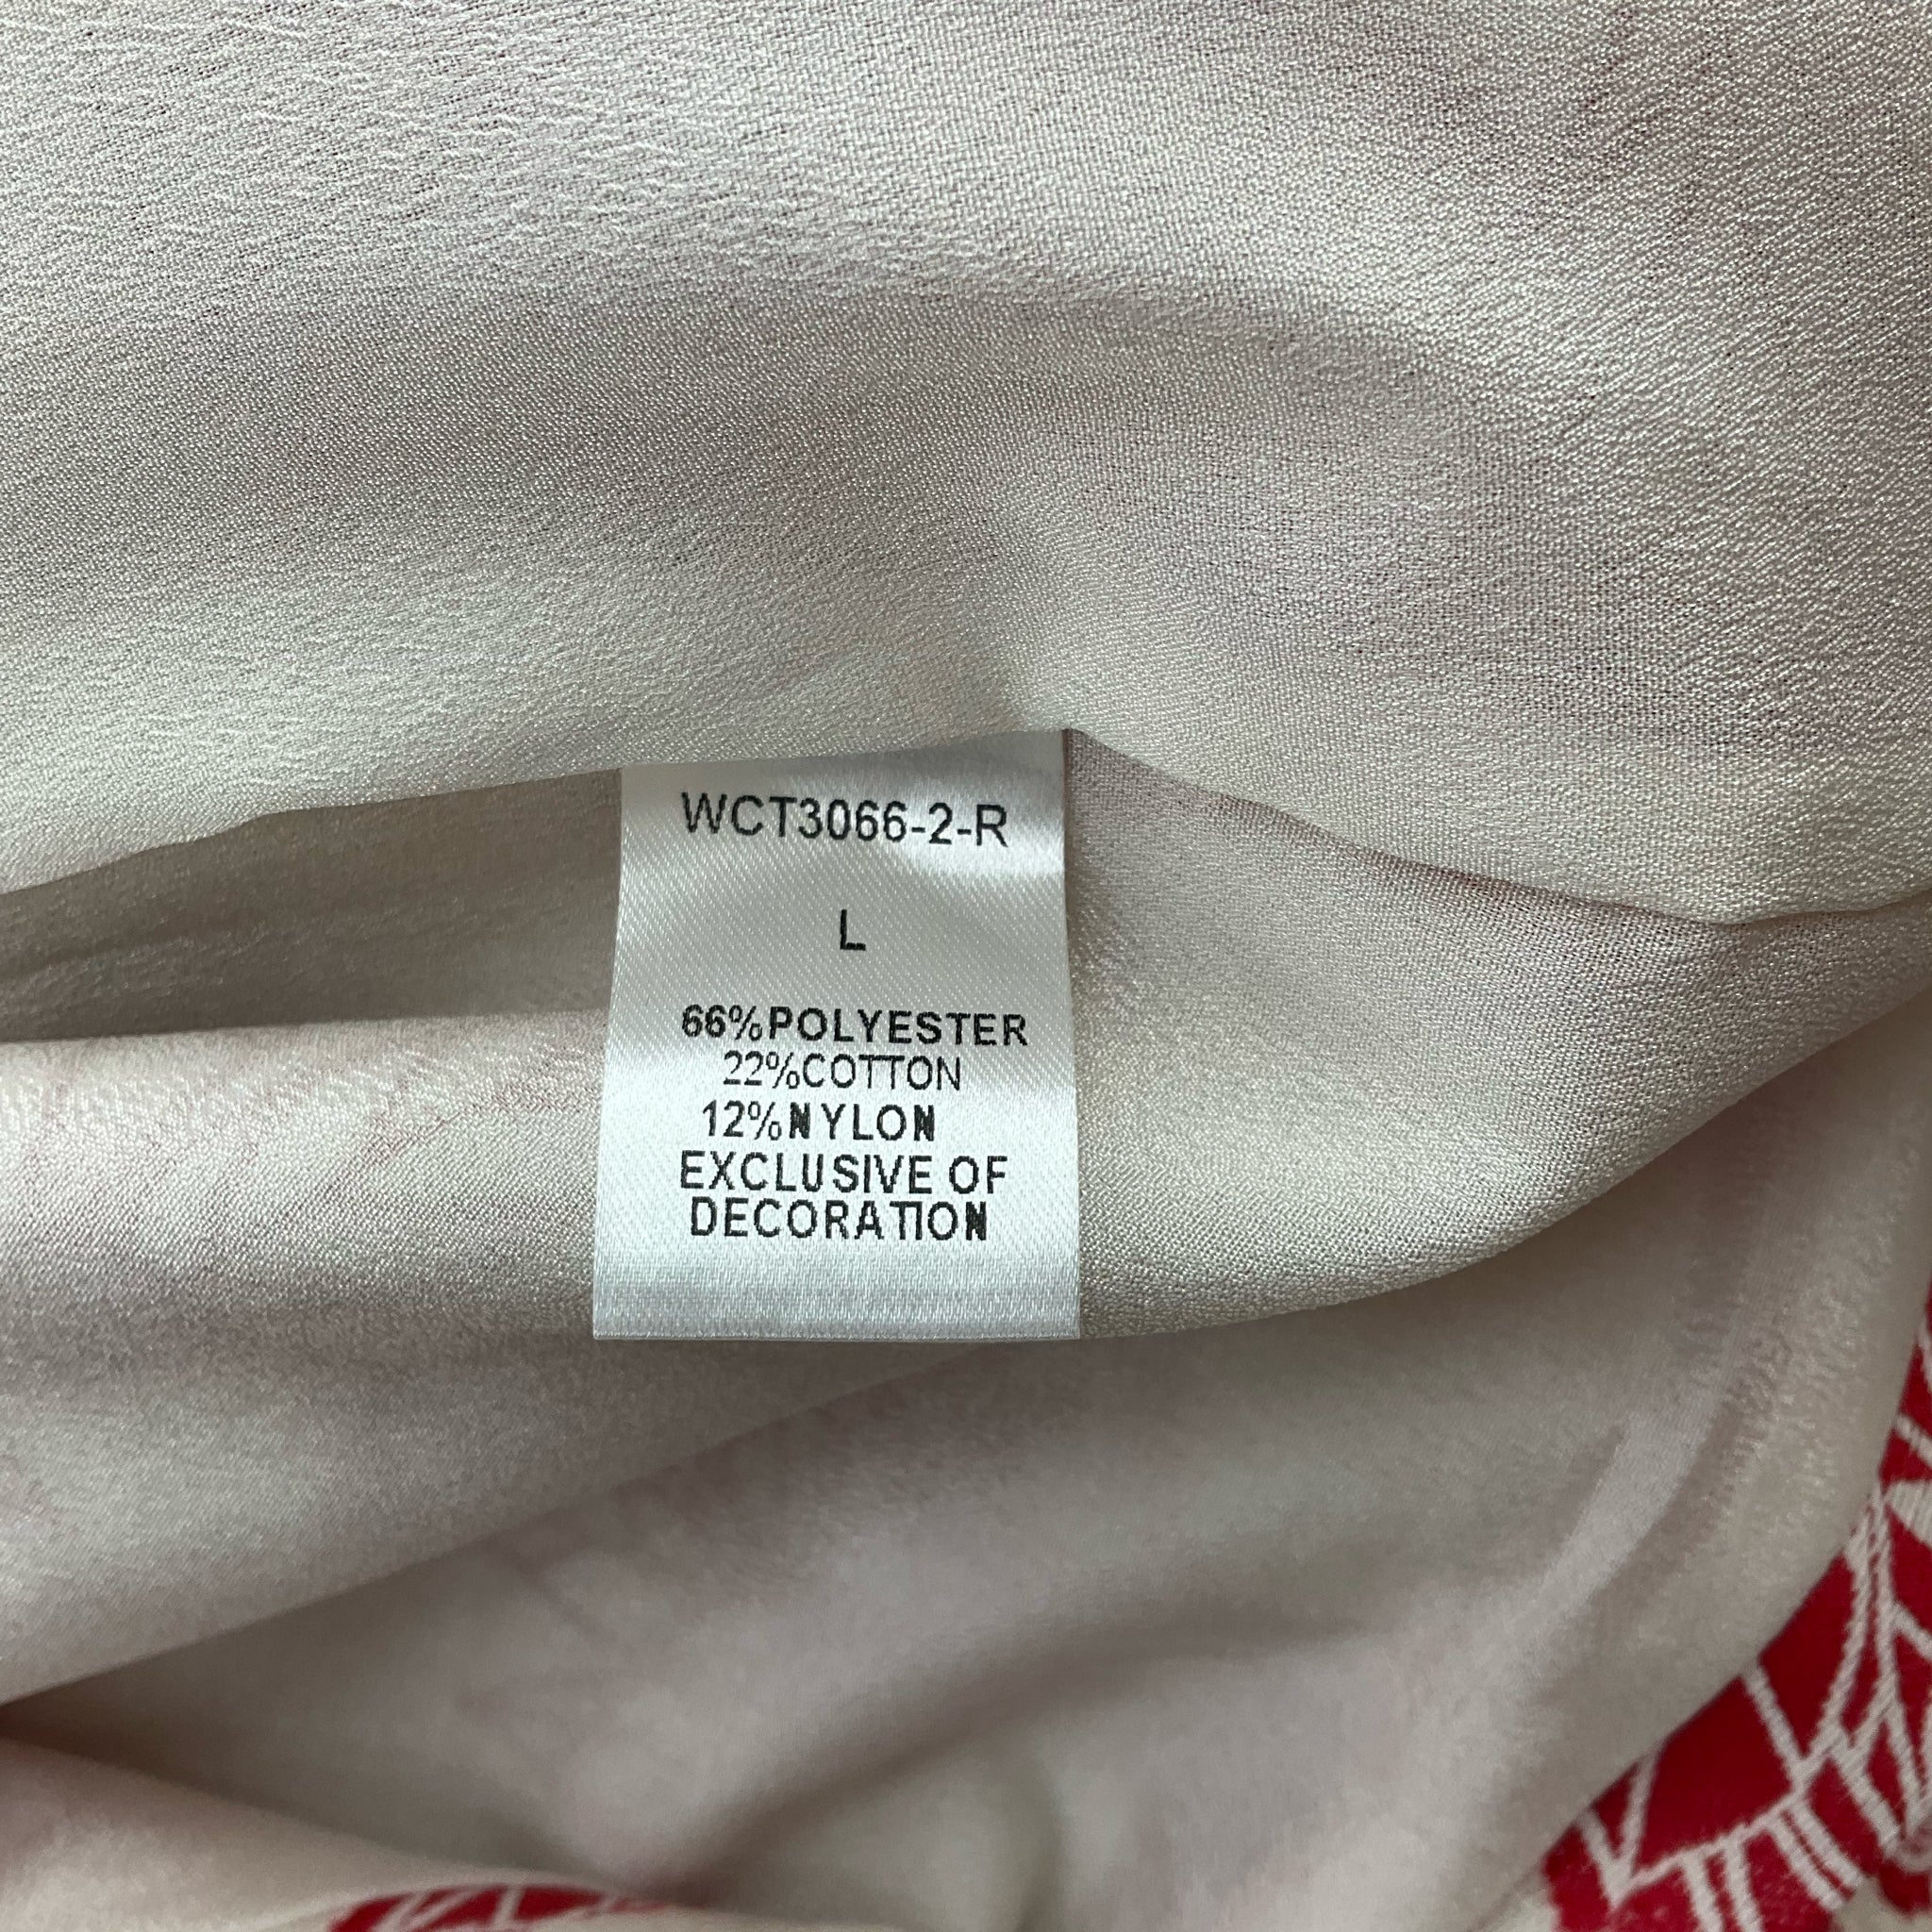 WCT3066-2-R
L
66%POLYESTER
22%COTTON
12%NYLON
EXCLUSIVE OF
DECORATION